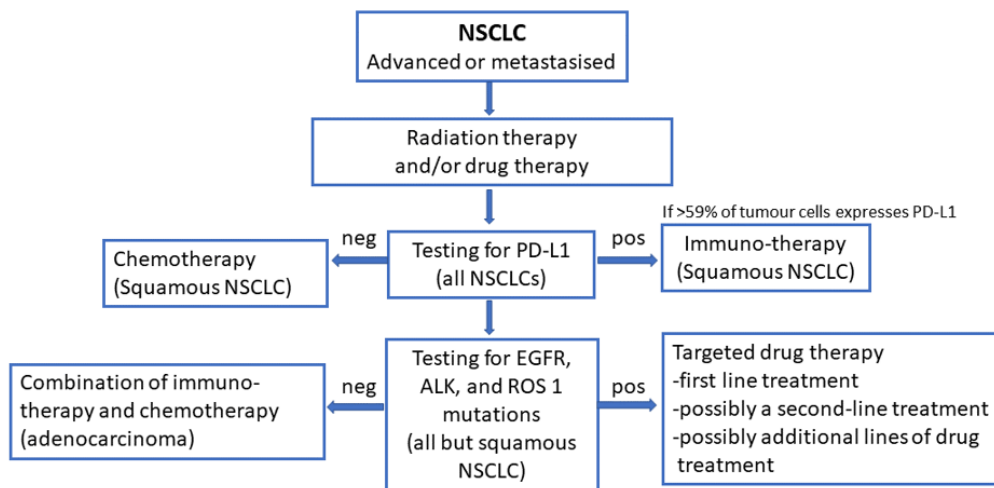 NSCLC
Advanced or metastasised
Radiation therapy
and/or drug therapy
If >59% of tumour cells expresses PD-L1
neg
pos
Chemotherapy
(Squamous NSCLC)
Testing for PD-L1
(all NSCLCs)
Immuno-therapy
(Squamous NSCLC)
Combination of immuno-
therapy and chemotherapy
(adenocarcinoma)
neg
Testing for EGFR,
ALK, and ROS 1
mutations
(all but squamous
NSCLC)
pos
Targeted drug therapy
-first line treatment
-possibly a second-line treatment
-possibly additional lines of drug
treatment